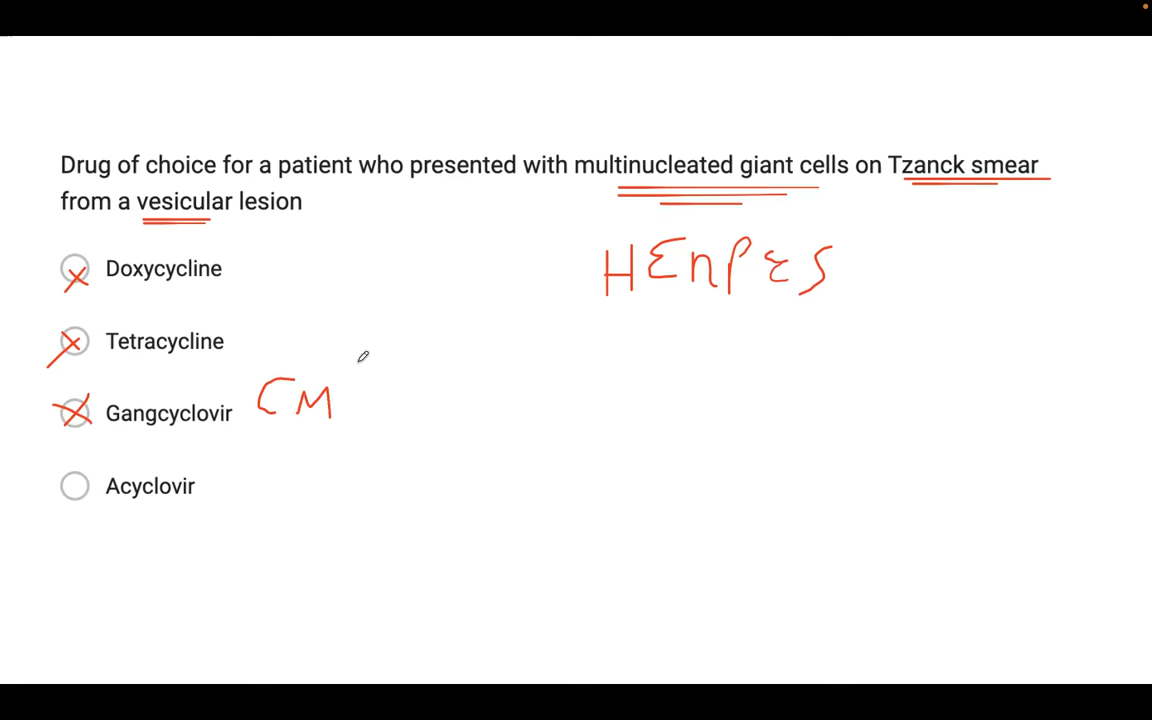 Drug of choice for a patient who presented with multinucleated giant cells on Tzanck smear
from a vesicular lesion
HERPES
Doxycycline
Tetracycline
Gangcyclovir CM
Acyclovir